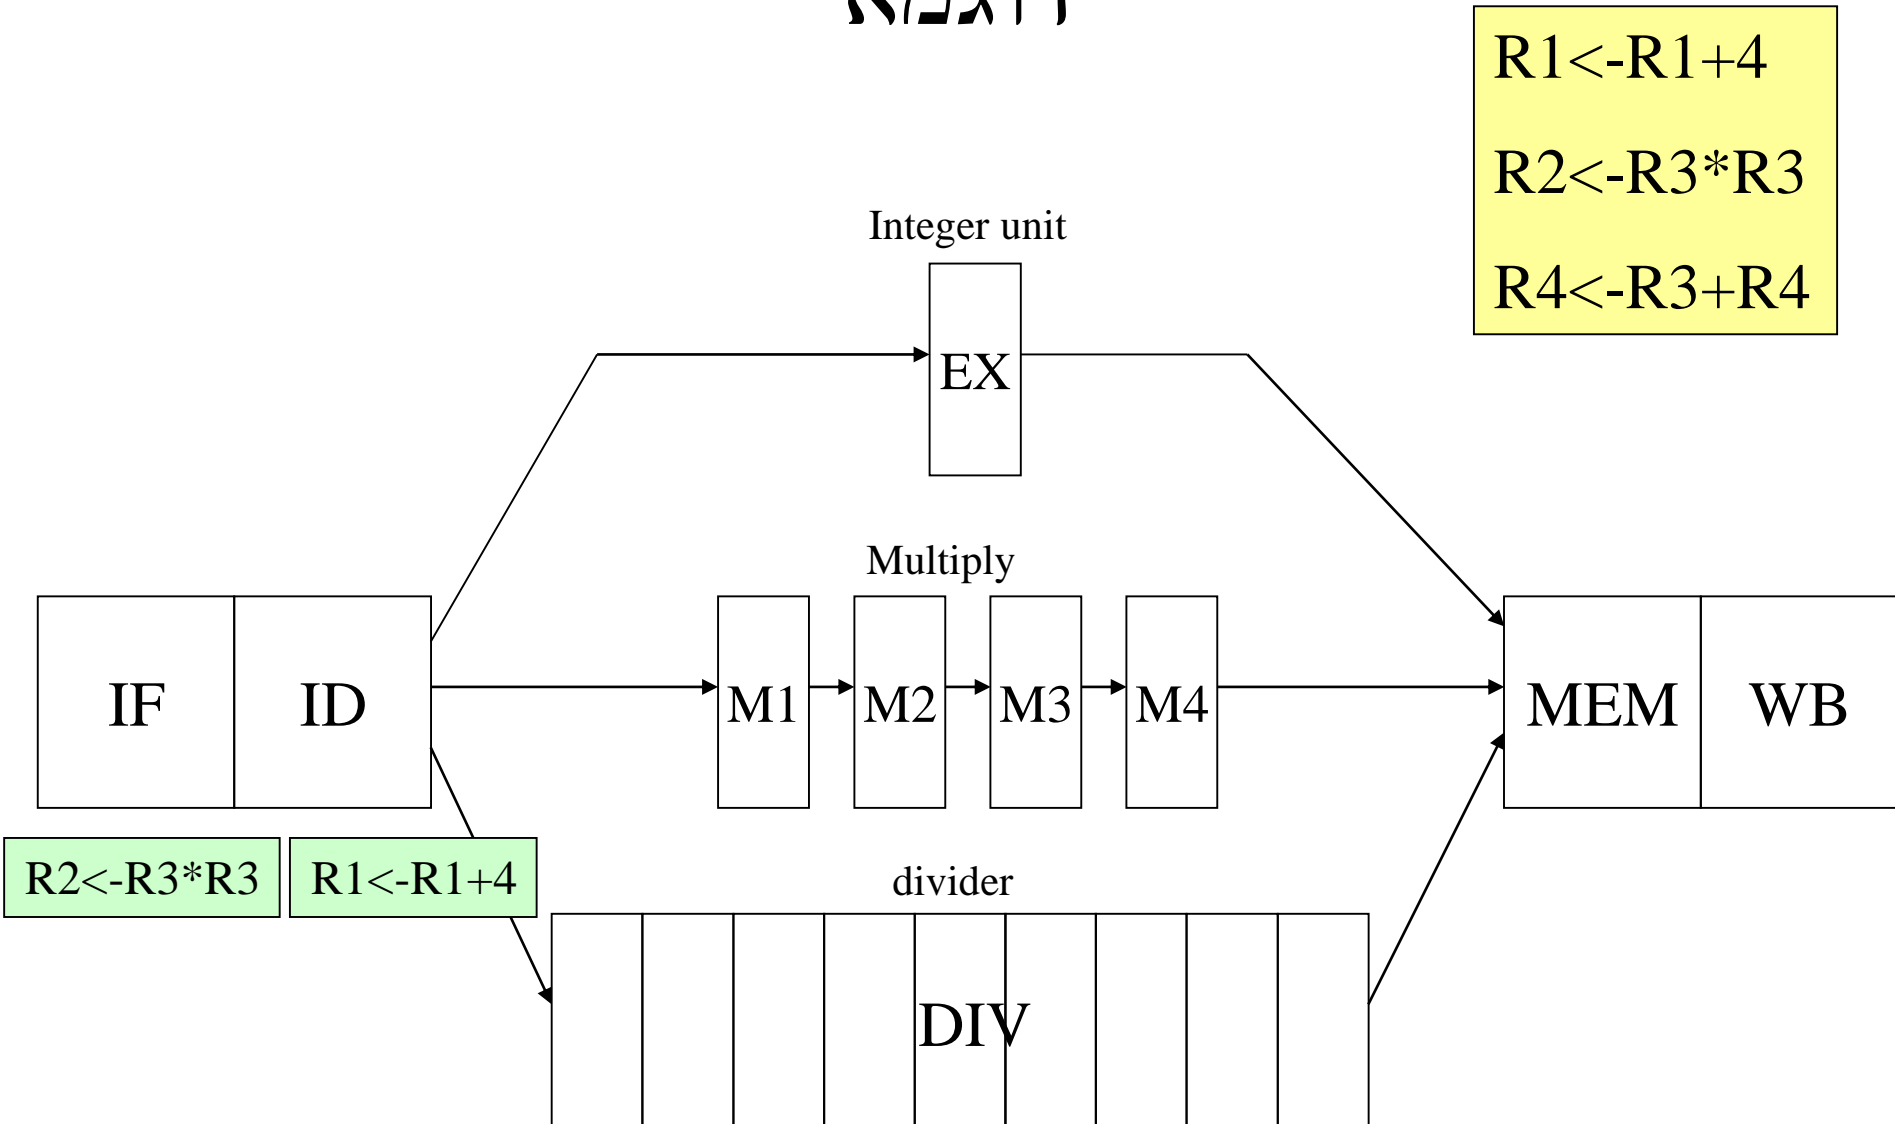 דוגמא
R1<-R1+4
R2<-R3*R3
R4<-R3+R4
Integer unit
EX
Multiply
IF
ID
M1
M2
M3
M4
MEM
WB
R2<-R3*R3
R1<-R1+4
divider
DIV